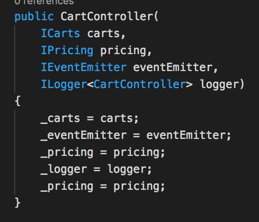 0 references
public CartController(
ICarts carts,
IPricing pricing,
IEventEmitter eventEmitter,
ILogger<CartController> logger)
{
_carts = carts;
_eventEmitter = eventEmitter;
_pricing = pricing;
_logger = logger;
_pricing = pricing;
}